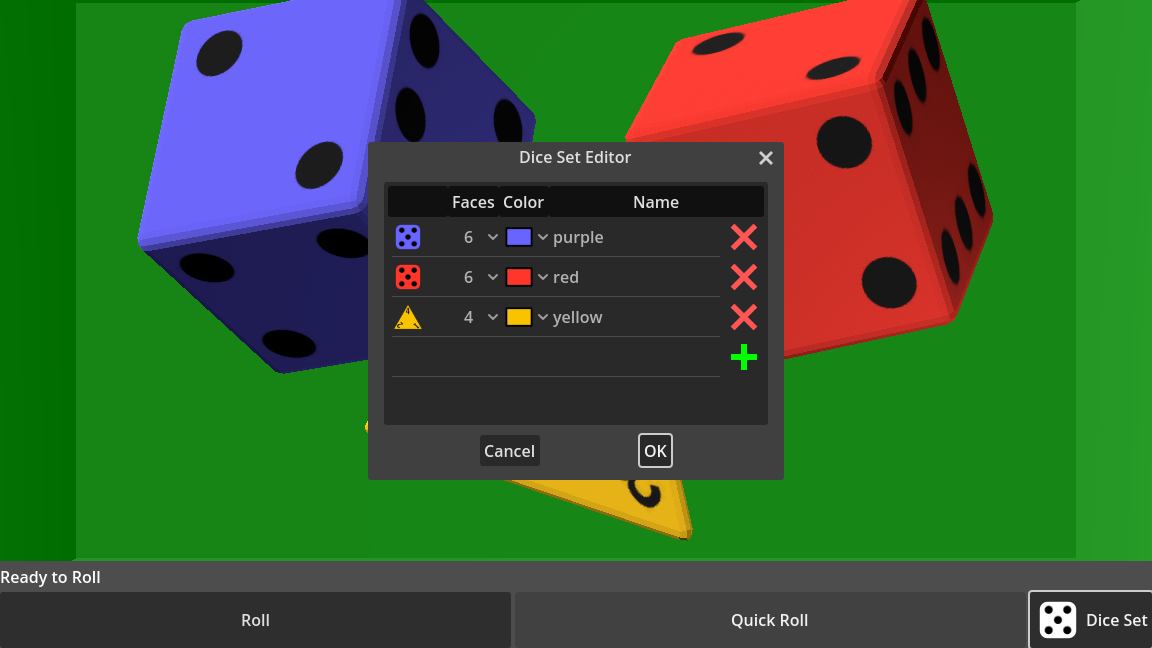 Dice Set Editor
Faces Color Name
6 purple
6 red
4 yellow
Cancel OK
Ready to Roll
Roll Quick Roll Dice Set